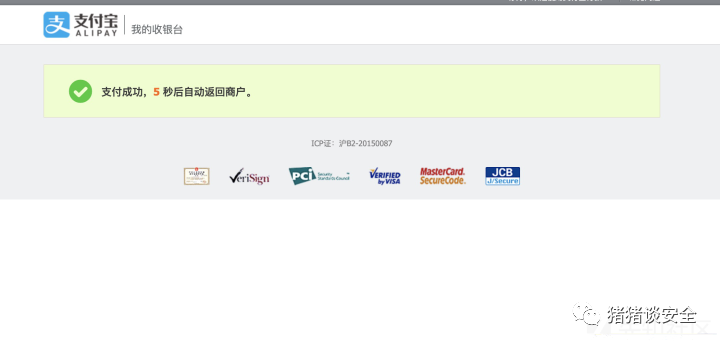 支付宝
ALIPAY
我的收银台
支付成功，5 秒后自动返回商户。
ICP证：沪B2-20150087
VeriSign
PCI Security Standards Council
VERIFIED by VISA
MasterCard. SecureCode.
JCB J/Secure
猪猪谈安全